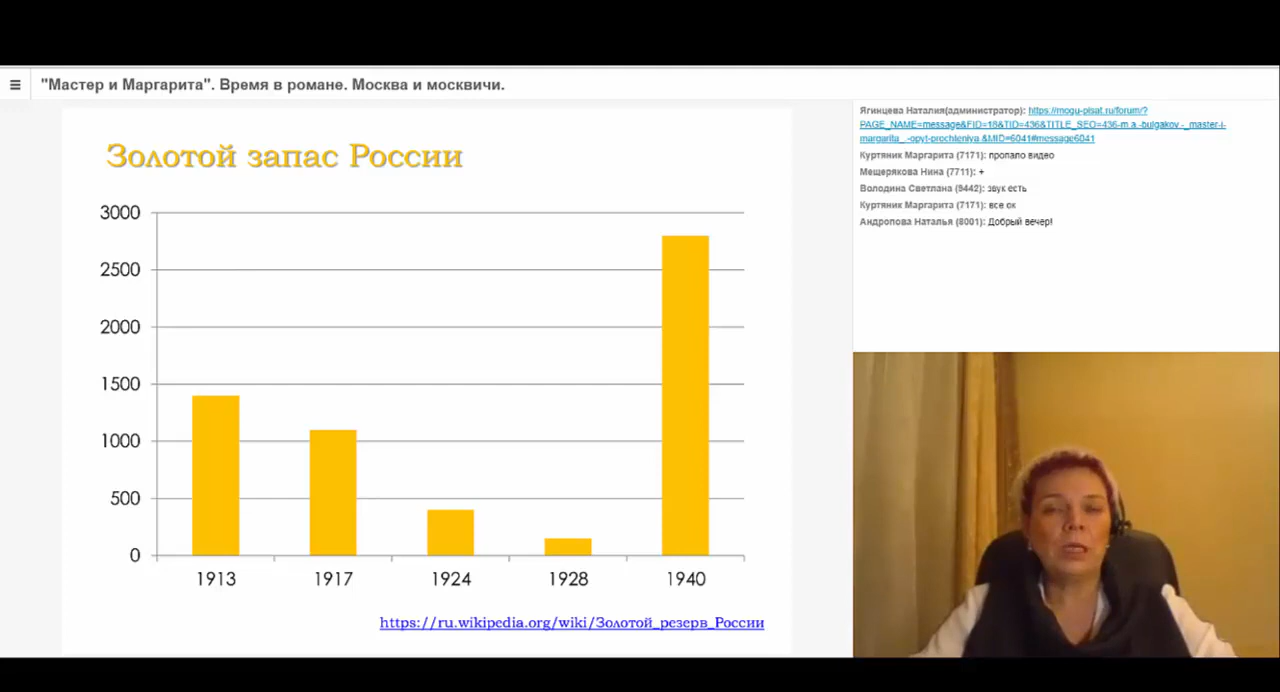 "Мастер и Маргарита". Время в романе. Москва и москвичи.
Золотой запас России
3000
2500
2000
1500
1000
500
0
1913 1917 1924 1928 1940
https://ru.wikipedia.org/wiki/Золотой_резерв_России
Ягинцева Наталия(администратор): https://mogu-pisat.ru/forum/?
PAGE_NAME=message&FID=18&TID=436&TITLE_SEO=436-m.a.-bulgakov.-_master-i-
margarita_.-opyt-prochteniva.&MID=6041#message6041
Куртяник Маргарита (7171): пропало видео
Мещерякова Нина (7711): +
Володина Светлана (9442): звук есть
Куртяник Маргарита (7171): все ок
Андропова Наталья (8001): Добрый вечер!